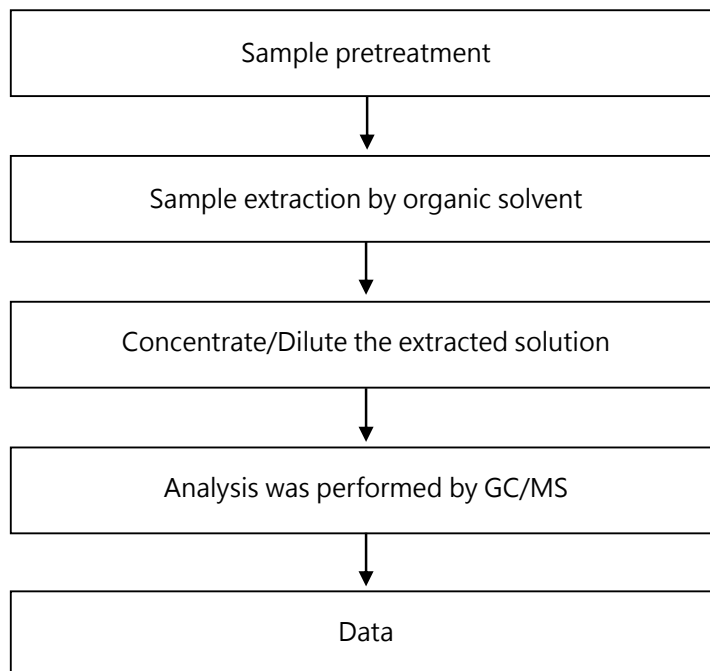 Sample pretreatment
Sample extraction by organic solvent
Concentrate/Dilute the extracted solution
Analysis was performed by GC/MS
Data